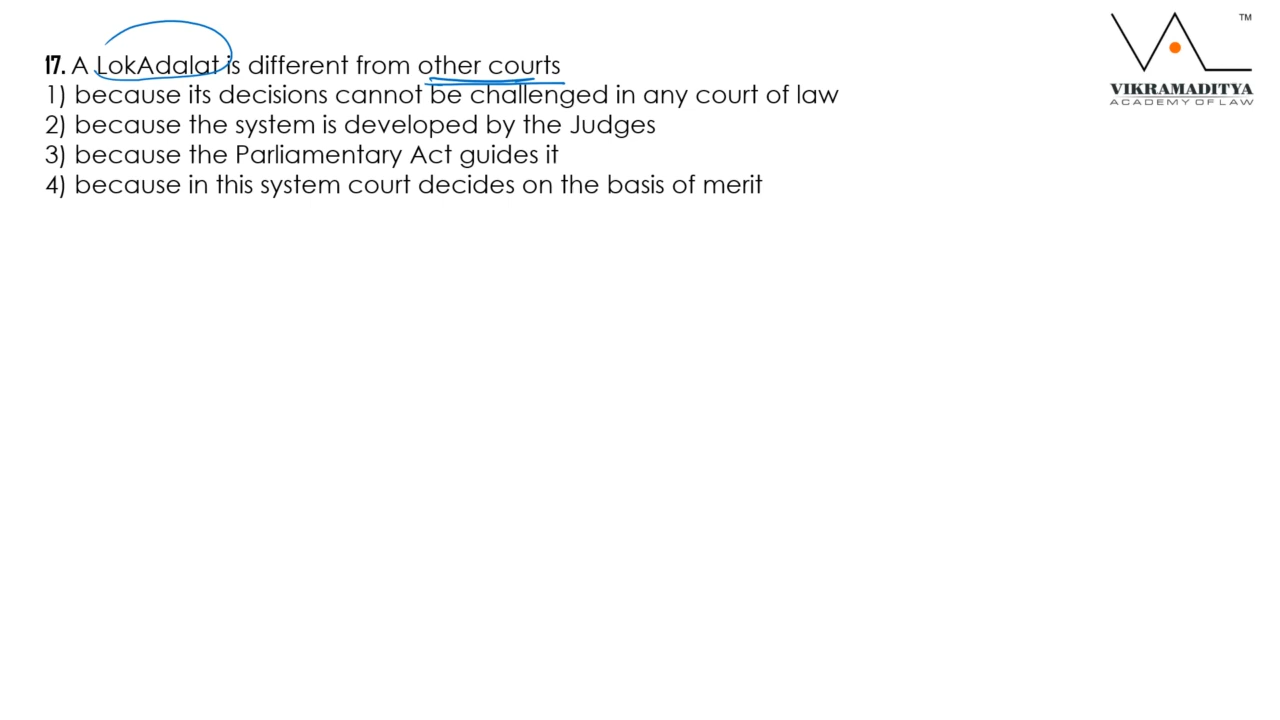 17. A LokAdalat is different from other courts
1) because its decisions cannot be challenged in any court of law
2) because the system is developed by the Judges
3) because the Parliamentary Act guides it
4) because in this system court decides on the basis of merit
TM
VIKRAMADITYA
ACADEMY OF LAW